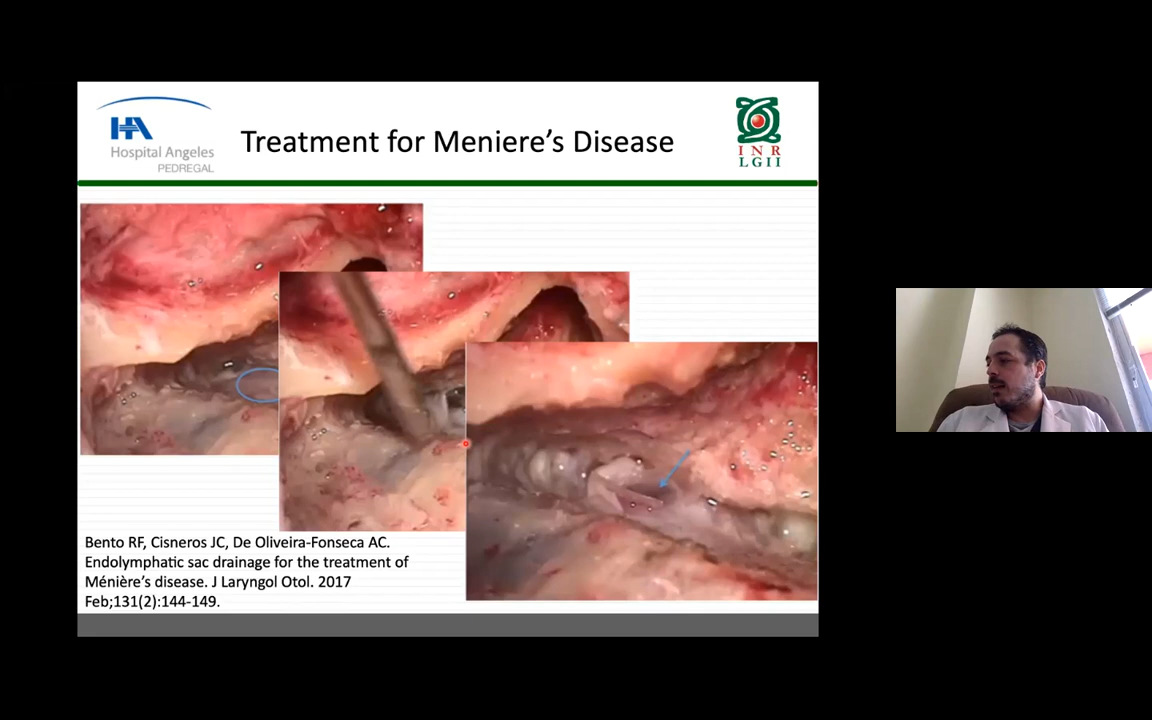 HA
Hospital Angeles
PEDREGAL
Treatment for Meniere's Disease
INR
LGII
Bento RF, Cisneros JC, De Oliveira-Fonseca AC.
Endolymphatic sac drainage for the treatment of
Ménière's disease. J Laryngol Otol. 2017
Feb;131(2):144-149.